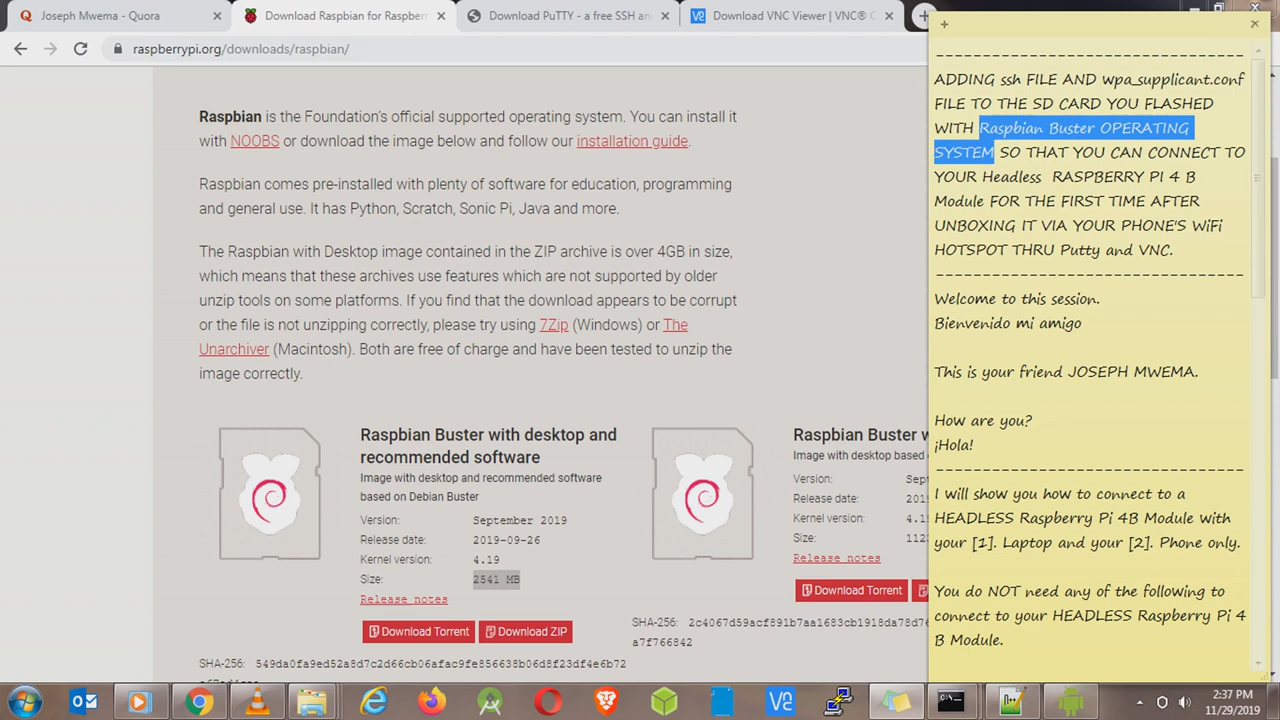 Joseph Mwema - Quora
Download Raspbian for Raspber
Download PuTTY - a free SSH an
Download VNC Viewer | VNC®
raspberrypi.org/downloads/raspbian/
Raspbian is the Foundation's official supported operating system. You can install it
with NOOBS or download the image below and follow our installation guide.
Raspbian comes pre-installed with plenty of software for education, programming
and general use. It has Python, Scratch, Sonic Pi, Java and more.
The Raspbian with Desktop image contained in the ZIP archive is over 4GB in size,
which means that these archives use features which are not supported by older
unzip tools on some platforms. If you find that the download appears to be corrupt
or the file is not unzipping correctly, please try using 7Zip (Windows) or The
Unarchiver (Macintosh). Both are free of charge and have been tested to unzip the
image correctly.
Raspbian Buster with desktop and
recommended software
Image with desktop and recommended software
based on Debian Buster
Version: September 2019
Release date: 2019-09-26
Kernel version: 4.19
Size: 2541 MB
Release notes
Download Torrent Download ZIP
SHA-256: 549da0fa9ed52a8d7c2d66cb06afac9fe856638b06d8f23df4e6b72
Raspbian Buster w
Image with desktop based
Version: Sep
Release date: 201
Kernel version: 4.1
Size: 112
Release notes
Download Torrent
SHA-256: 2c4067d59acf891b7aa1683cb1918da78d76
a7f766842
ADDING ssh FILE AND wpa_supplicant.conf
FILE TO THE SD CARD YOU FLASHED
WITH Raspbian Buster OPERATING
SYSTEM SO THAT YOU CAN CONNECT TO
YOUR Headless RASPBERRY PI 4 B
Module FOR THE FIRST TIME AFTER
UNBOXING IT VIA YOUR PHONE'S WiFi
HOTSPOT THRU Putty and VNC.
Welcome to this session.
Bienvenido mi amigo
This is your friend JOSEPH MWEMA.
How are you?
¡Hola!
I will show you how to connect to a
HEADLESS Raspberry Pi 4B Module with
your [1]. Laptop and your [2]. Phone only.
You do NOT need any of the following to
connect to your HEADLESS Raspberry Pi 4
B Module.
2:37 PM
11/29/2019